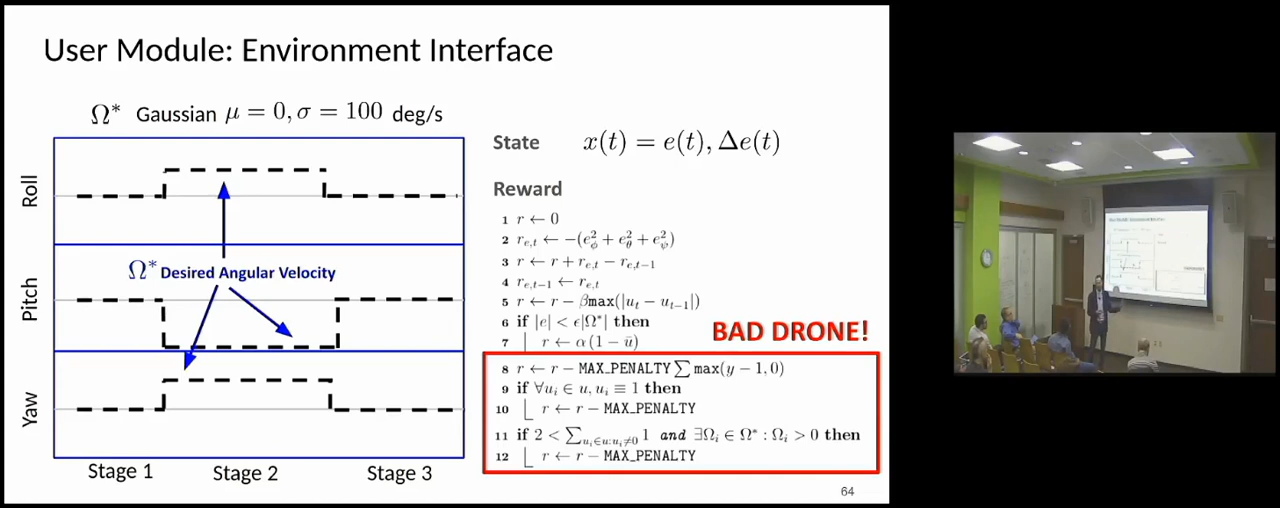 User Module: Environment Interface
Ω* Gaussian μ = 0, σ = 100 deg/s
Roll
Pitch
Yaw
Ω* Desired Angular Velocity
Stage 1 Stage 2 Stage 3
State x(t) = e(t), Δe(t)
Reward
1 r ← 0
2 r_{e,t} ← −(e_ϕ^2 + e_θ^2 + e_ψ^2)
3 r ← r + r_{e,t} − r_{e,t−1}
4 r_{e,t−1} ← r_{e,t}
5 r ← r − βmax(|u_t − u_{t−1}|)
6 if |e| < ϵ|Ω*| then
7 r ← α(1 − ū)
BAD DRONE!
8 r ← r − MAX_PENALTY ∑ max(y − 1, 0)
9 if ∀u_i ∈ u, u_i ≡ 1 then
10 r ← r − MAX_PENALTY
11 if 2 < ∑_{u_i∈u:u_i≠0} 1 and ∃Ω_i ∈ Ω* : Ω_i > 0 then
12 r ← r − MAX_PENALTY
64